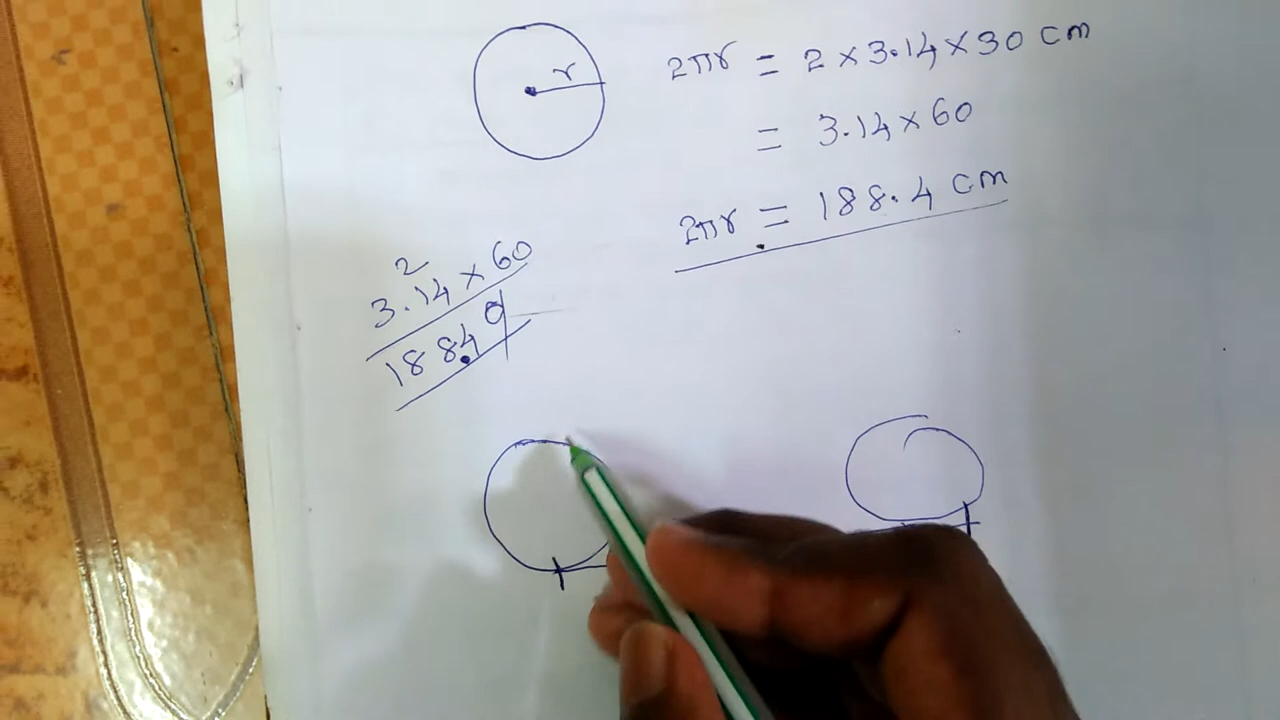 r
2πr = 2 × 3.14 × 30 cm
= 3.14 × 60
2πr = 188.4 cm
2
3.14 × 60
188.40